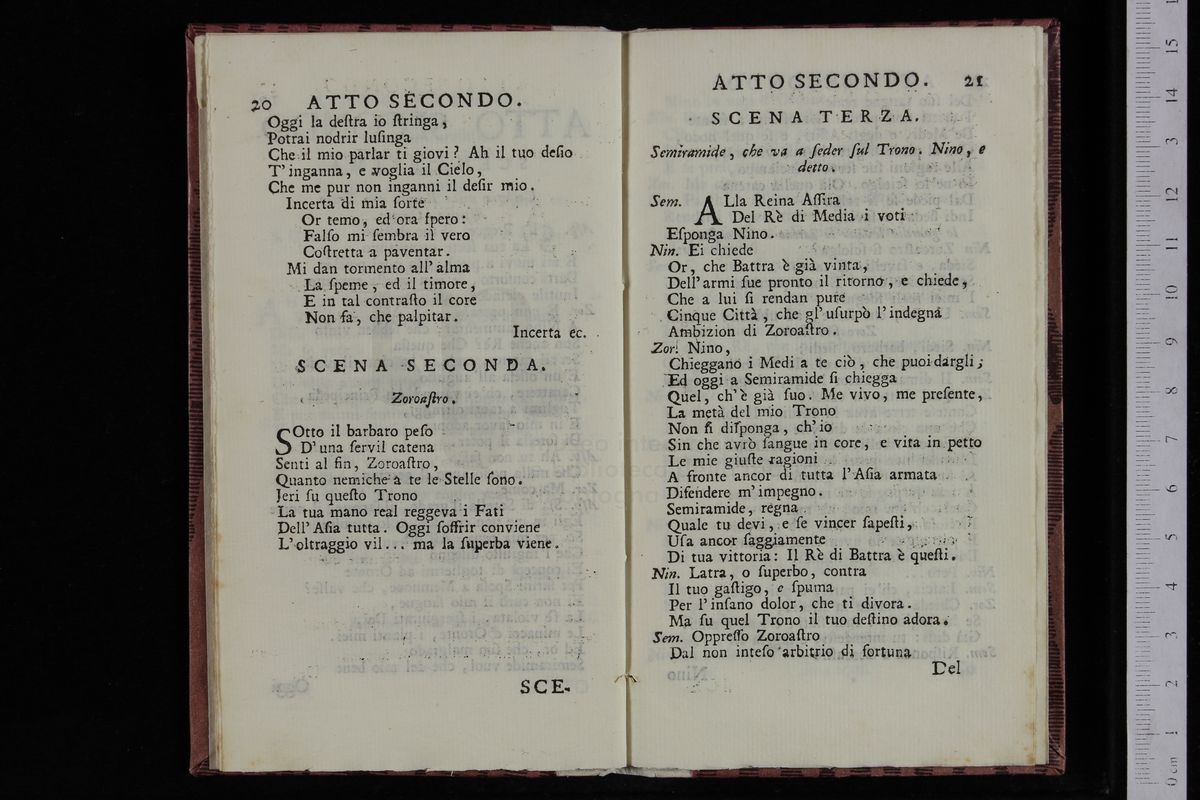 20 ATTO SECONDO.
Oggi la deſtra io ſtringa,
Potrai nodrir luſinga
Che il mio parlar ti giovi? Ah il tuo deſio
T'inganna, e voglia il Cielo,
Che me pur non inganni il deſir mio.
Incerta di mia ſorte
Or temo, ed ora ſpero:
Falſo mi ſembra il vero
Coſtretta a paventar.
Mi dan tormento all'alma
La ſpeme, ed il timore,
E in tal contraſto il core
Non fa, che palpitar.
Incerta ec.
SCENA SECONDA.
Zoroaſtro.
SOtto il barbaro peſo
D'una ſervil catena
Senti al fin, Zoroaſtro,
Quanto nemiche a te le Stelle ſono.
Jeri ſu queſto Trono
La tua mano real reggeva i Fati
Dell'Aſia tutta. Oggi ſoffrir conviene
L'oltraggio vil... ma la ſuperba viene.
SCE-
ATTO SECONDO. 21
SCENA TERZA.
Semiramide, che va a ſeder ſul Trono. Nino, e
detto.
Sem. ALla Reina Aſſira
Del Rè di Media i voti
Eſponga Nino.
Nin. Ei chiede
Or, che Battra è già vinta,
Dell'armi ſue pronto il ritorno, e chiede,
Che a lui ſi rendan pure
Cinque Città, che gl'uſurpò l'indegna
Ambizion di Zoroaſtro.
Zor. Nino,
Chieggano i Medi a te ciò, che puoi dargli;
Ed oggi a Semiramide ſi chiegga
Quel, ch'è già ſuo. Me vivo, me preſente,
La metà del mio Trono
Non ſi diſponga, ch'io
Sin che avrò ſangue in core, e vita in petto
Le mie giuſte ragioni
A fronte ancor di tutta l'Aſia armata
Difendere m'impegno.
Semiramide, regna
Quale tu devi, e ſe vincer ſapeſti,
Uſa ancor ſaggiamente
Di tua vittoria: Il Rè di Battra è queſti.
Nin. Latra, o ſuperbo, contra
Il tuo gaſtigo, e ſpuma
Per l'inſano dolor, che ti divora.
Ma ſu quel Trono il tuo deſtino adora.
Sem. Oppreſſo Zoroaſtro
Dal non inteſo arbitrio di fortuna
Del